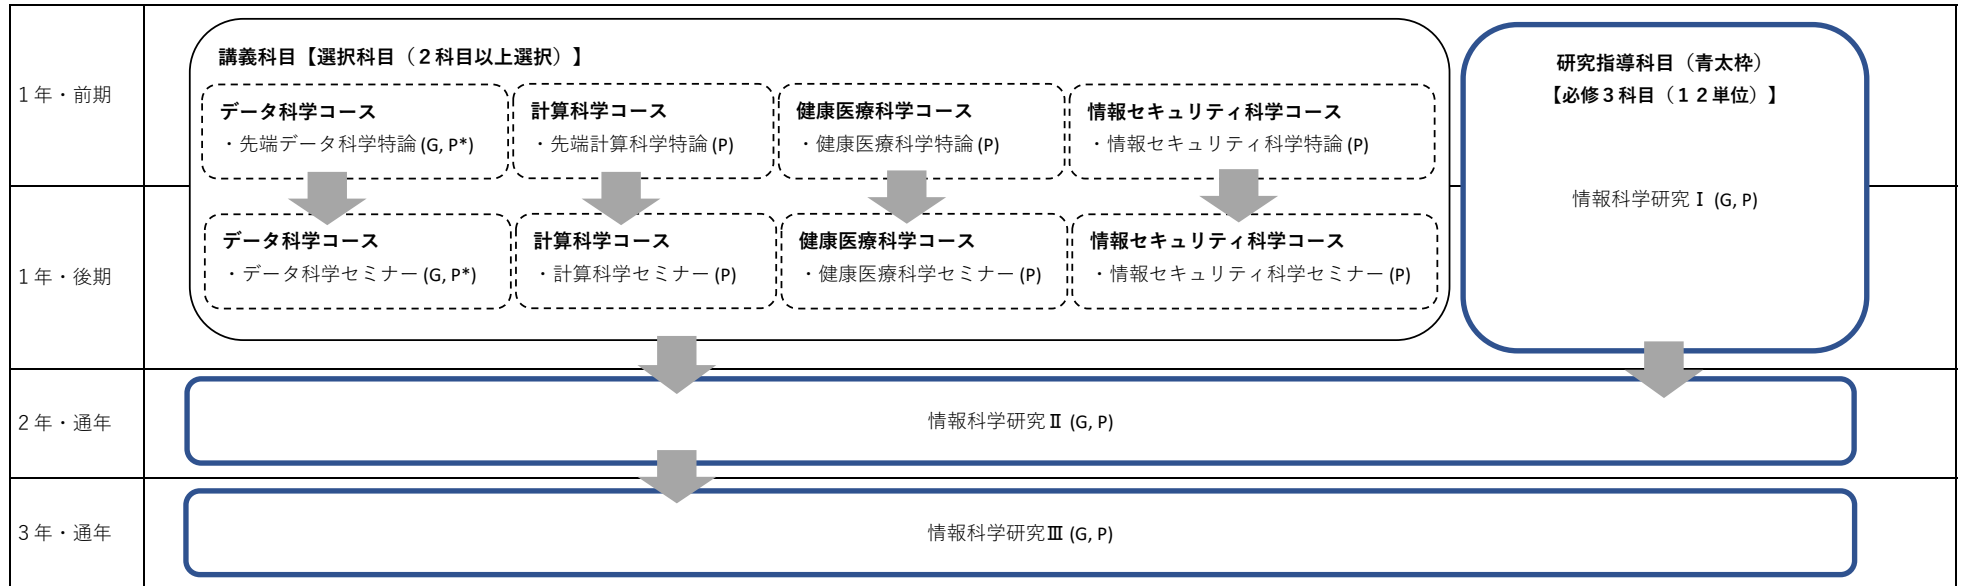 講義科目【選択科目（２科目以上選択）】
研究指導科目（青太枠）
【必修３科目（１２単位）】
1年・前期
データ科学コース
・先端データ科学特論 (G, P*)
計算科学コース
・先端計算科学特論 (P)
健康医療科学コース
・健康医療科学特論 (P)
情報セキュリティ科学コース
・情報セキュリティ科学特論 (P)
情報科学研究Ⅰ (G, P)
1年・後期
データ科学コース
・データ科学セミナー (G, P*)
計算科学コース
・計算科学セミナー (P)
健康医療科学コース
・健康医療科学セミナー (P)
情報セキュリティ科学コース
・情報セキュリティ科学セミナー (P)
2年・通年
情報科学研究Ⅱ (G, P)
3年・通年
情報科学研究Ⅲ (G, P)